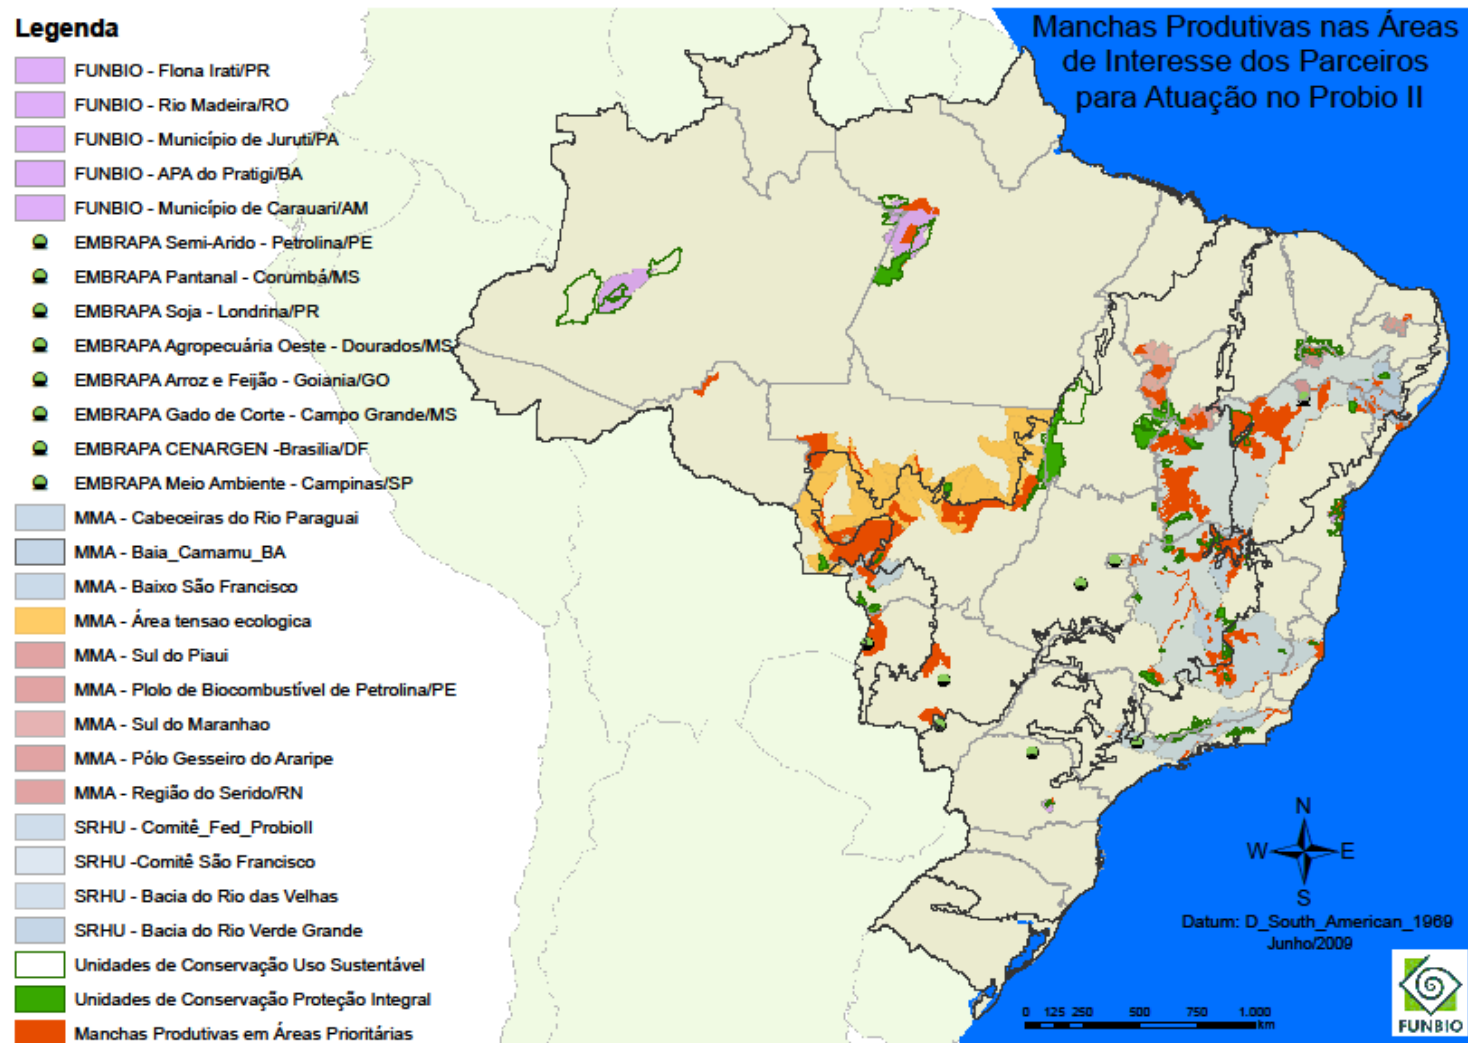 Legenda
FUNBIO - Flona Irati/PR
FUNBIO - Rio Madeira/RO
FUNBIO - Município de Juruti/PA
FUNBIO - APA do Pratigi/BA
FUNBIO - Município de Carauari/AM
EMBRAPA Semi-Arido - Petrolina/PE
EMBRAPA Pantanal - Corumbá/MS
EMBRAPA Soja - Londrina/PR
EMBRAPA Agropecuária Oeste - Dourados/MS
EMBRAPA Arroz e Feijão - Goiania/GO
EMBRAPA Gado de Corte - Campo Grande/MS
EMBRAPA CENARGEN -Brasilia/DF
EMBRAPA Meio Ambiente - Campinas/SP
MMA - Cabeceiras do Rio Paraguai
MMA - Baia_Camamu_BA
MMA - Baixo São Francisco
MMA - Área tensao ecologica
MMA - Sul do Piaui
MMA - Plolo de Biocombustível de Petrolina/PE
MMA - Sul do Maranhao
MMA - Pólo Gesseiro do Araripe
MMA - Região do Serido/RN
SRHU - Comitê_Fed_ProbioII
SRHU -Comitê São Francisco
SRHU - Bacia do Rio das Velhas
SRHU - Bacia do Rio Verde Grande
Unidades de Conservação Uso Sustentável
Unidades de Conservação Proteção Integral
Manchas Produtivas em Áreas Prioritárias
Manchas Produtivas nas Áreas
de Interesse dos Parceiros
para Atuação no Probio II
N
W E
S
Datum: D_South_American_1969
Junho/2009
0 125 250 500 750 1.000
km
FUNBIO